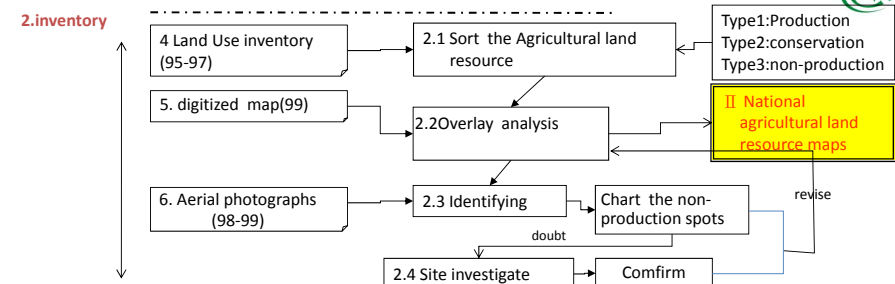 2.inventory
4 Land Use inventory
(95-97)
2.1 Sort the Agricultural land
resource
Type1:Production
Type2:conservation
Type3:non-production
5. digitized map(99)
2.2Overlay analysis
Ⅱ National
agricultural land
resource maps
6. Aerial photographs
(98-99)
2.3 Identifying
Chart the non-
production spots
revise
doubt
2.4 Site investigate
Comfirm